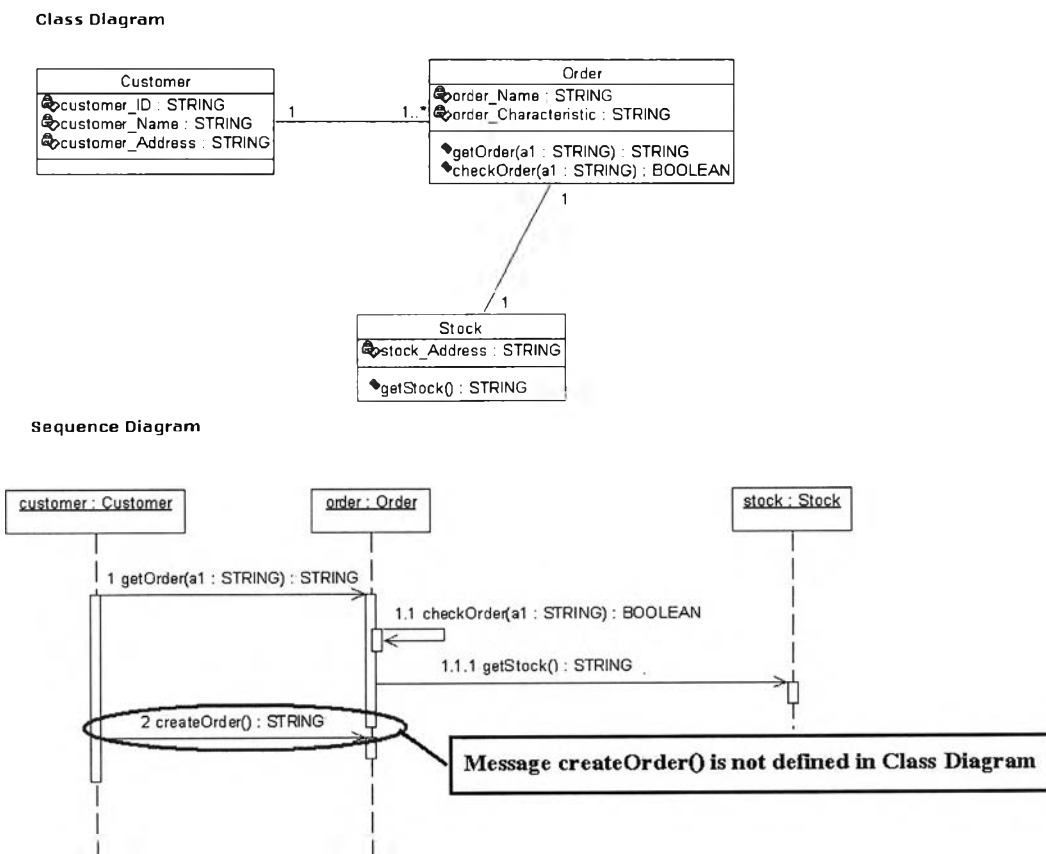 Class Diagram
Customer
customer_ID : STRING
customer_Name : STRING
customer_Address : STRING
1
1..*
Order
order_Name : STRING
order_Characteristic : STRING
getOrder(a1 : STRING) : STRING
checkOrder(a1 : STRING) : BOOLEAN
1
1
Stock
stock_Address : STRING
getStock() : STRING
Sequence Diagram
customer : Customer
order : Order
stock : Stock
1 getOrder(a1 : STRING) : STRING
1.1 checkOrder(a1 : STRING) : BOOLEAN
1.1.1 getStock() : STRING
2 createOrder() : STRING
Message createOrder() is not defined in Class Diagram